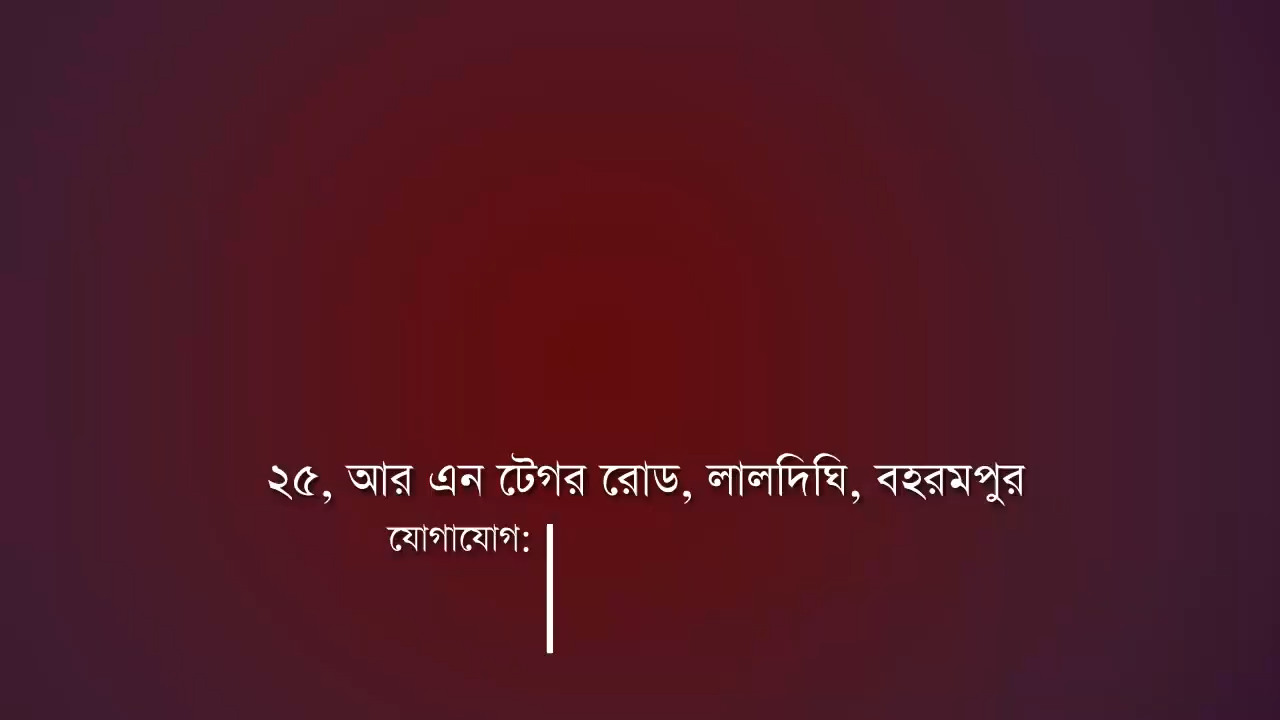 ২৫, আর এন টেগর রোড, লালদিঘি, বহরমপুর
যোগাযোগ: